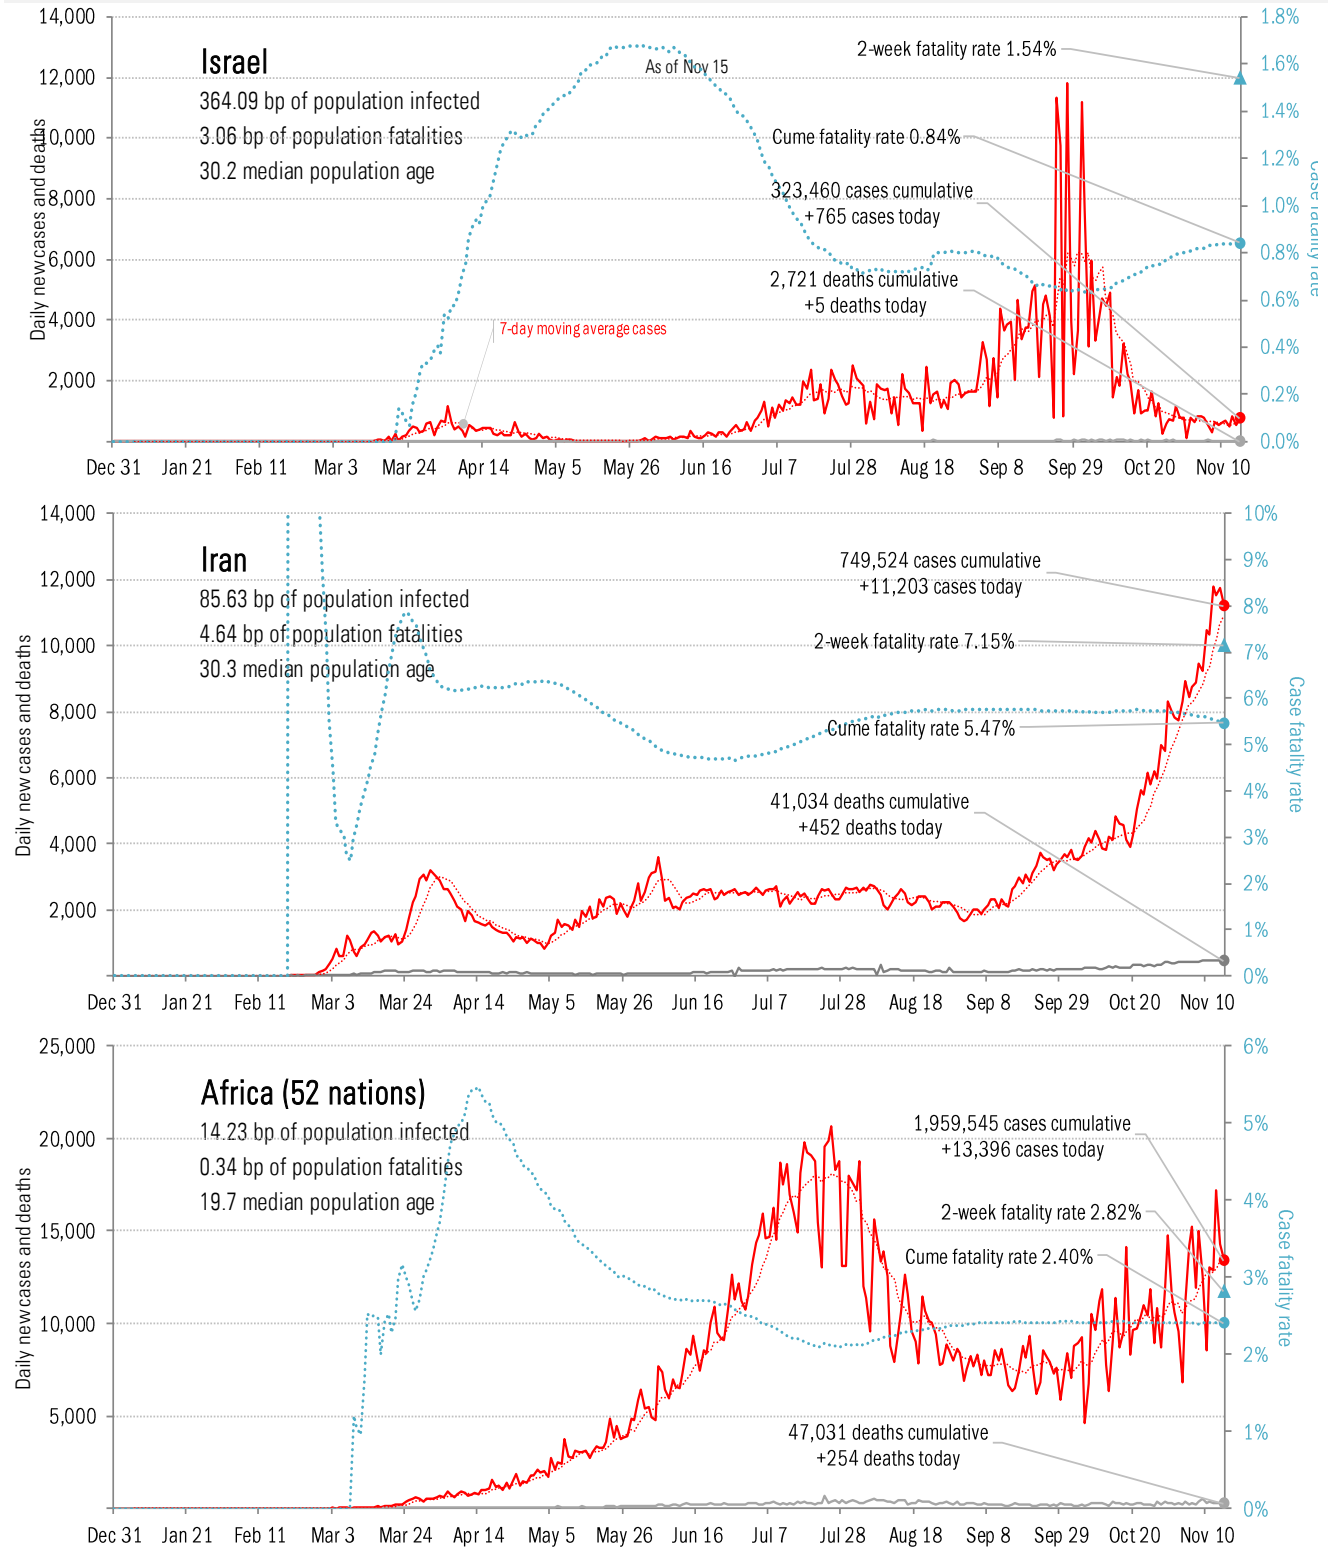 14,000
12,000
10,000
8,000
6,000
4,000
2,000
Daily new cases and deaths
Israel
364.09 bp of population infected
3.06 bp of population fatalities
30.2 median population age
As of Nov 15
7-day moving average cases
2-week fatality rate 1.54%
Cume fatality rate 0.84%
323,460 cases cumulative
+765 cases today
2,721 deaths cumulative
+5 deaths today
1.8%
1.6%
1.4%
1.2%
1.0%
0.8%
0.6%
0.4%
0.2%
0.0%
Case fatality rate
Dec 31 Jan 21 Feb 11 Mar 3 Mar 24 Apr 14 May 5 May 26 Jun 16 Jul 7 Jul 28 Aug 18 Sep 8 Sep 29 Oct 20 Nov 10
14,000
12,000
10,000
8,000
6,000
4,000
2,000
Daily new cases and deaths
Iran
85.63 bp of population infected
4.64 bp of population fatalities
30.3 median population age
749,524 cases cumulative
+11,203 cases today
2-week fatality rate 7.15%
Cume fatality rate 5.47%
41,034 deaths cumulative
+452 deaths today
10%
9%
8%
7%
6%
5%
4%
3%
2%
1%
0%
Case fatality rate
Dec 31 Jan 21 Feb 11 Mar 3 Mar 24 Apr 14 May 5 May 26 Jun 16 Jul 7 Jul 28 Aug 18 Sep 8 Sep 29 Oct 20 Nov 10
25,000
20,000
15,000
10,000
5,000
Daily new cases and deaths
Africa (52 nations)
14.23 bp of population infected
0.34 bp of population fatalities
19.7 median population age
1,959,545 cases cumulative
+13,396 cases today
2-week fatality rate 2.82%
Cume fatality rate 2.40%
47,031 deaths cumulative
+254 deaths today
6%
5%
4%
3%
2%
1%
0%
Case fatality rate
Dec 31 Jan 21 Feb 11 Mar 3 Mar 24 Apr 14 May 5 May 26 Jun 16 Jul 7 Jul 28 Aug 18 Sep 8 Sep 29 Oct 20 Nov 10